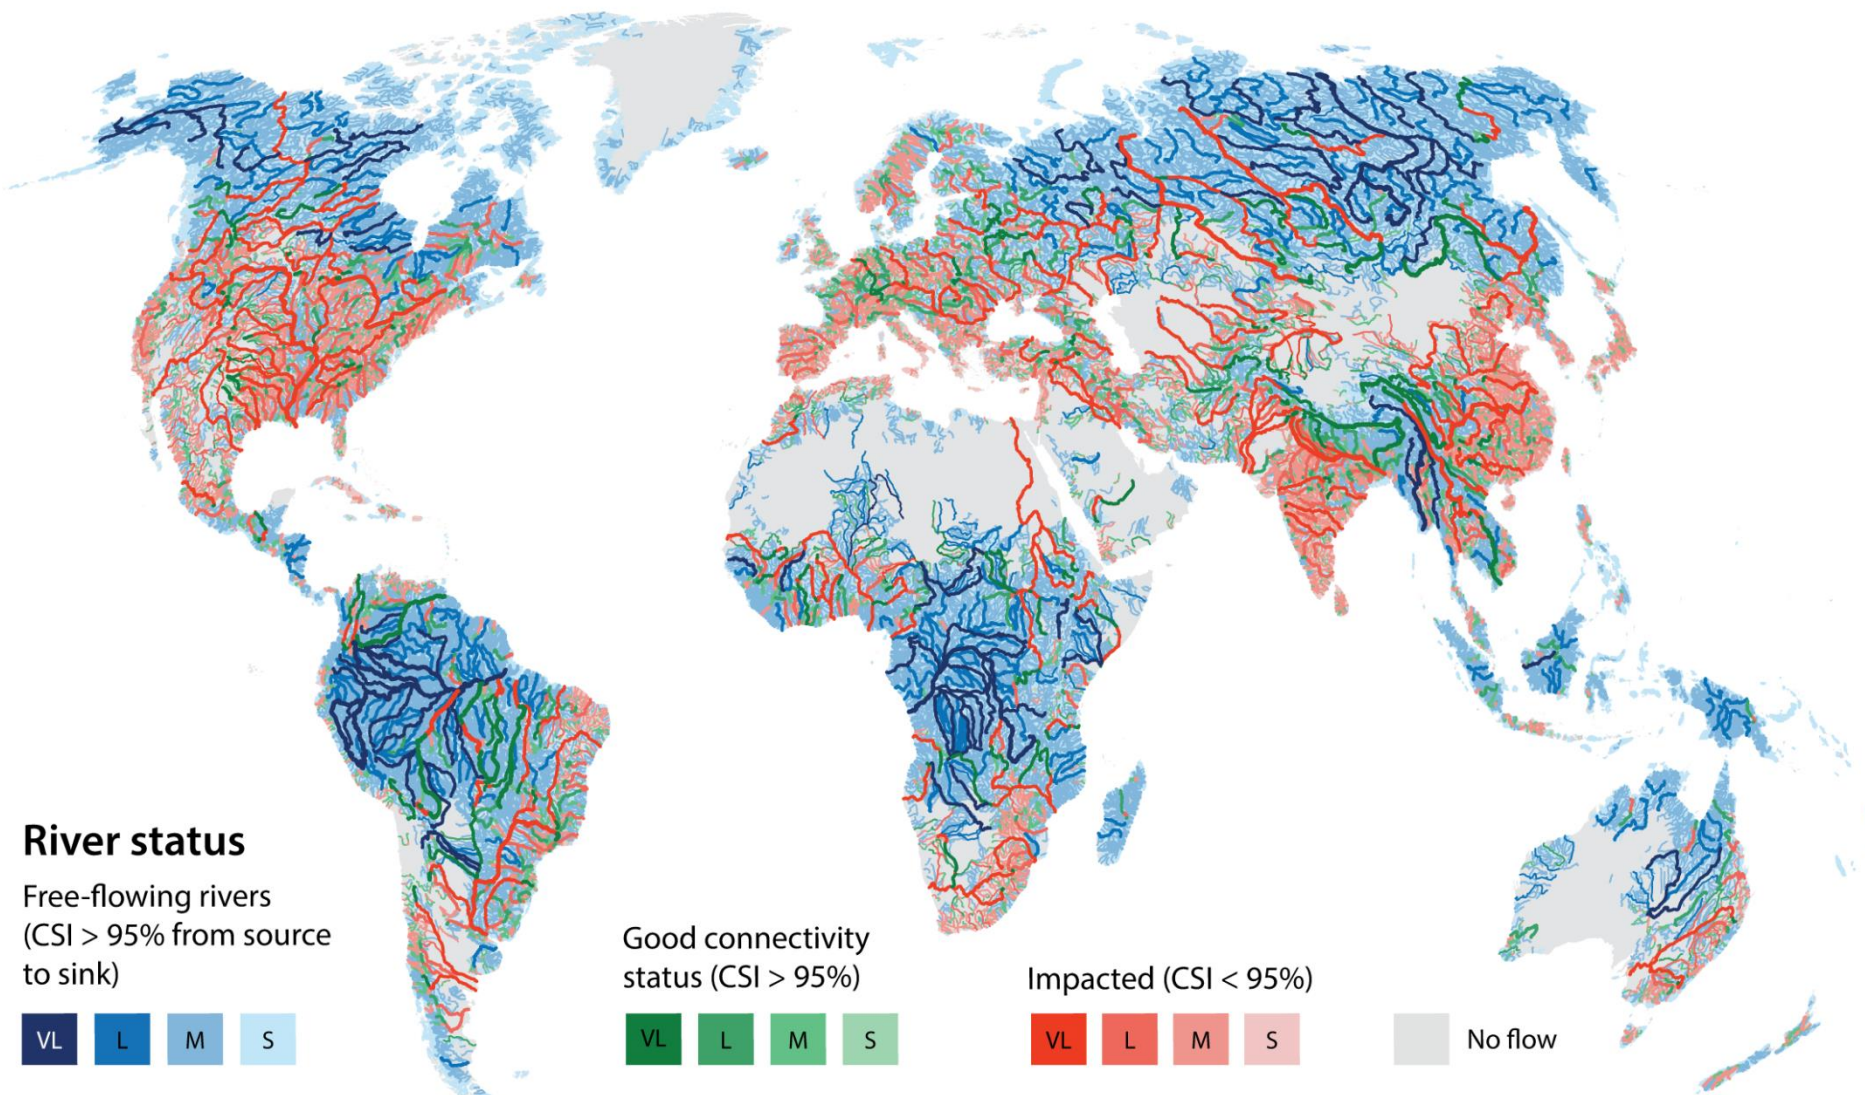 River status
Free-flowing rivers
(CSI > 95% from source
to sink)
VL L M S
Good connectivity
status (CSI > 95%)
VL L M S
Impacted (CSI < 95%)
VL L M S
No flow